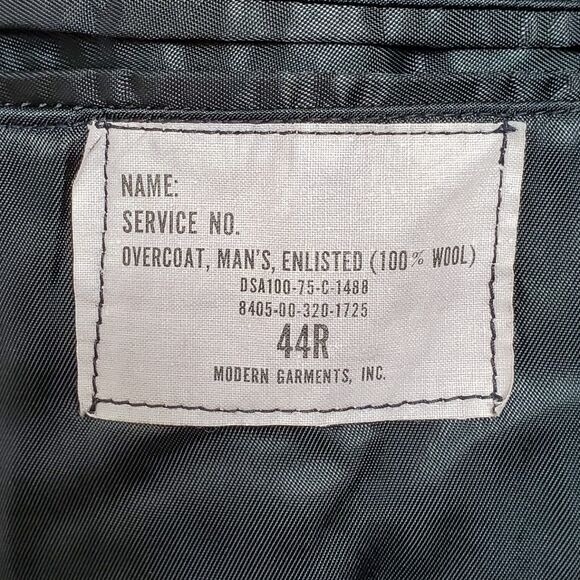 NAME:
SERVICE NO.
OVERCOAT, MAN'S, ENLISTED (100% WOOL)
DSA100-75-C-1488
8405-00-320-1725
44R
MODERN GARMENTS, INC.